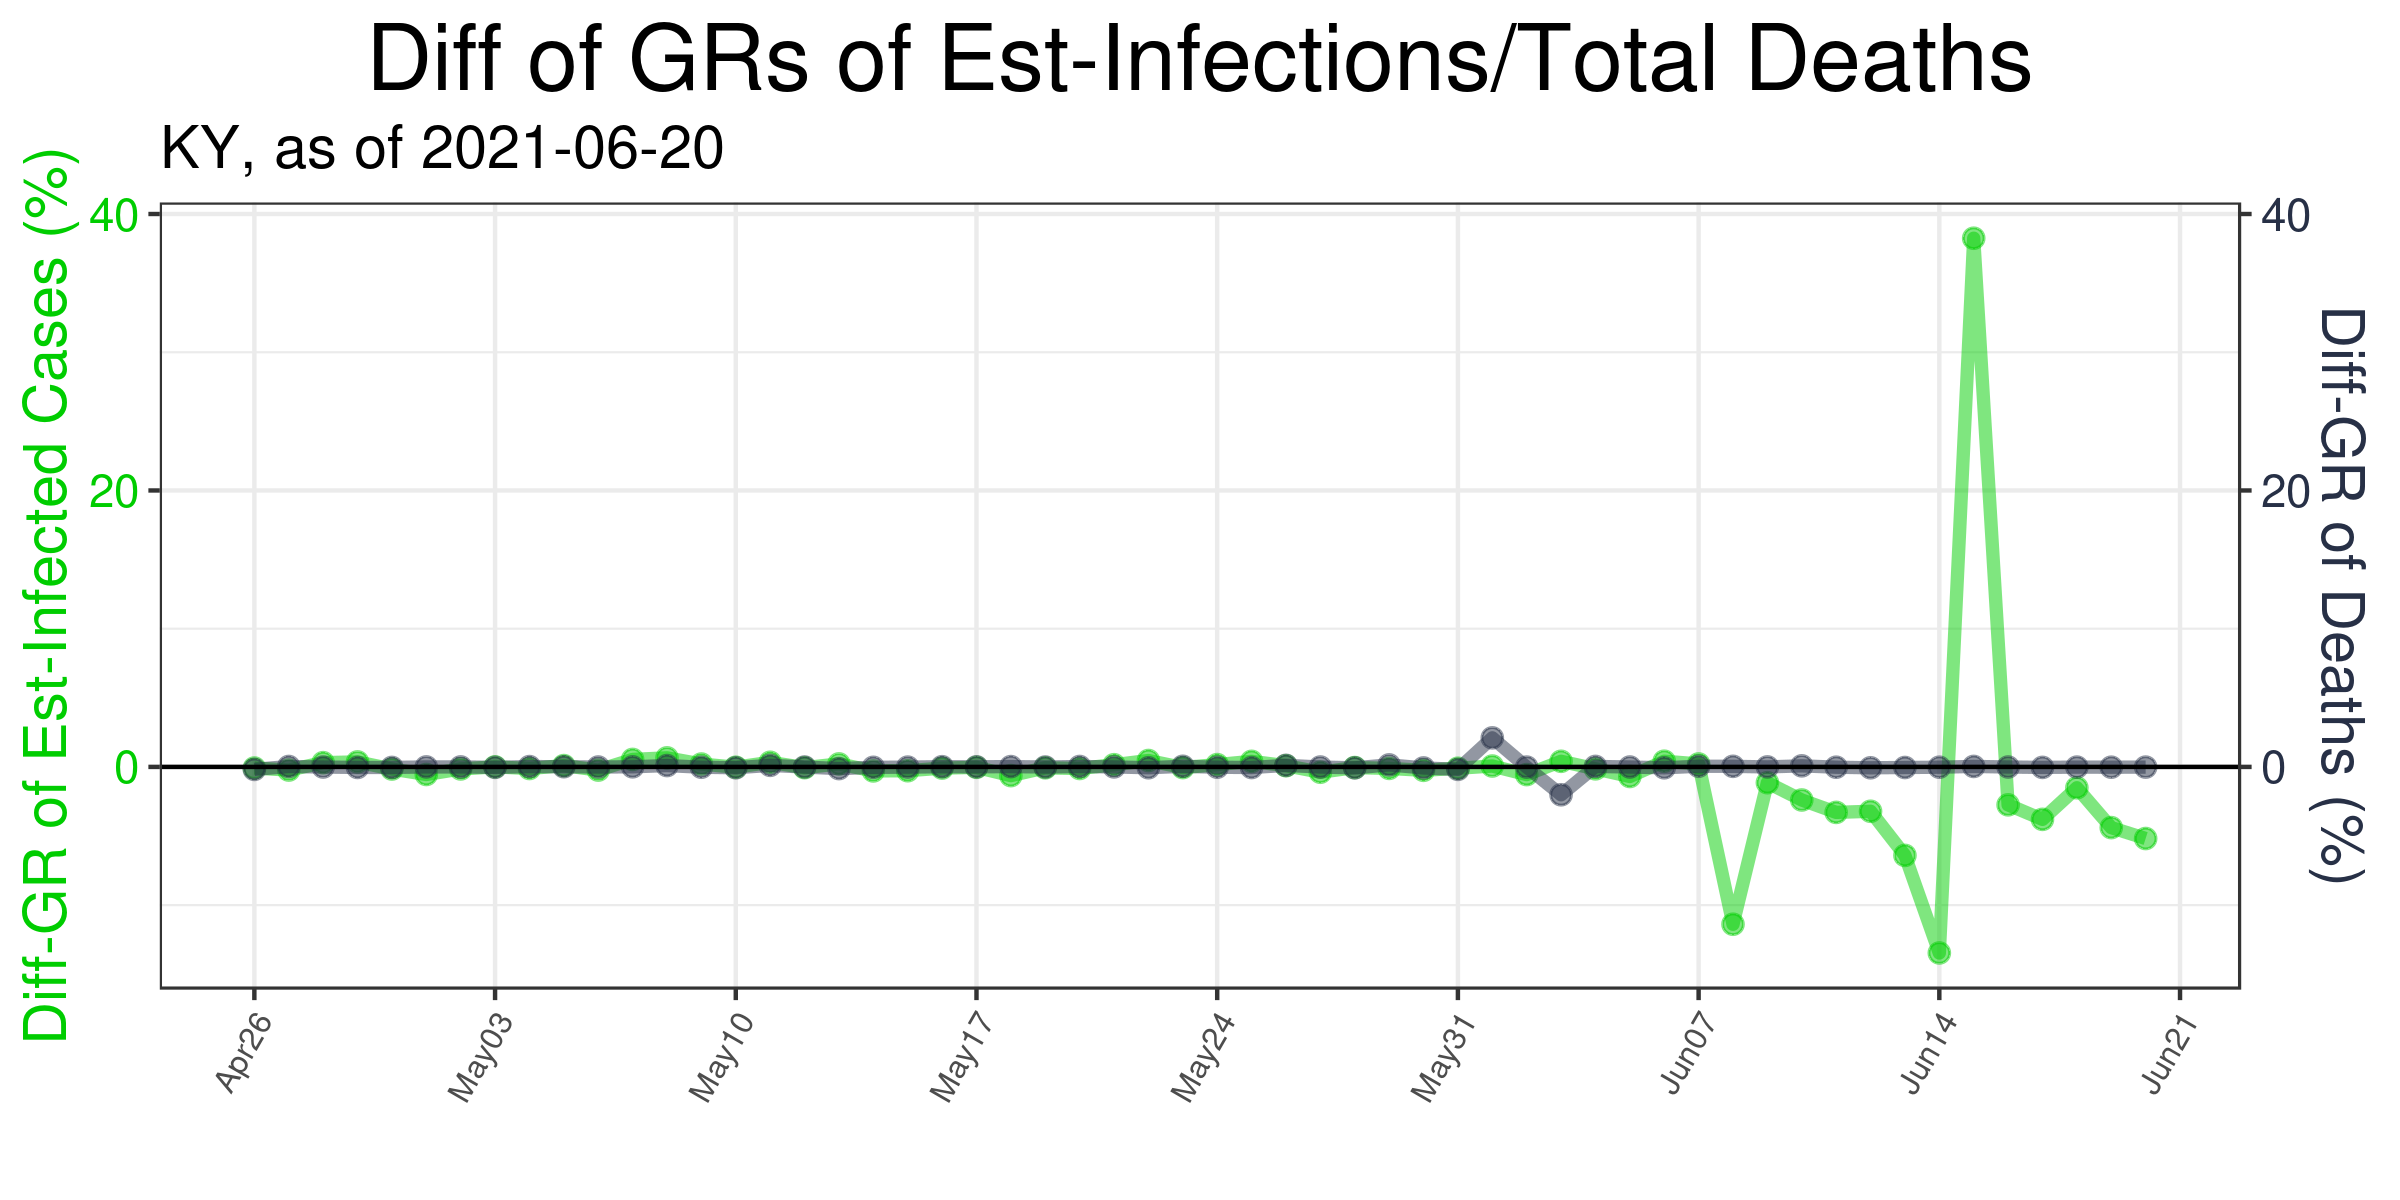 Diff of GRs of Est-Infections/Total Deaths
KY, as of 2021-06-20
Diff-GR of Est-Infected Cases (%)
40
20
0
40
20
0
Diff-GR of Deaths (%)
Apr26
May03
May10
May17
May24
May31
Jun07
Jun14
Jun21